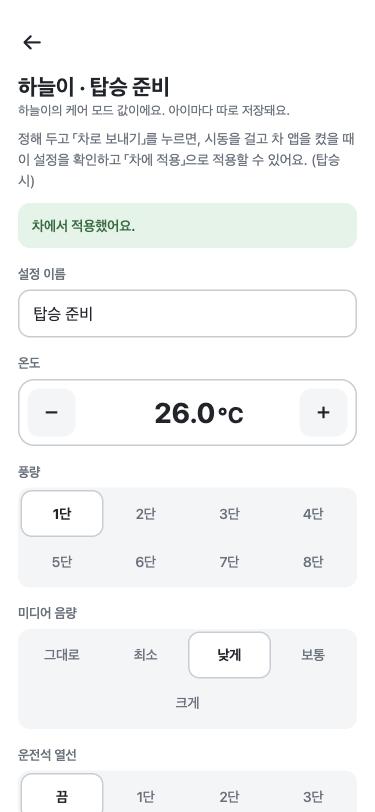 하늘이 · 탑승 준비
하늘이의 케어 모드 값이에요. 아이마다 따로 저장돼요.
정해 두고 「차로 보내기」를 누르면, 시동을 걸고 차 앱을 켰을 때
이 설정을 확인하고 「차에 적용」으로 적용할 수 있어요. (탑승
시)
차에서 적용했어요.
설정 이름
탑승 준비
온도
− 26.0°C +
풍량
1단 2단 3단 4단
5단 6단 7단 8단
미디어 음량
그대로 최소 낮게 보통
크게
운전석 열선
끔 1단 2단 3단